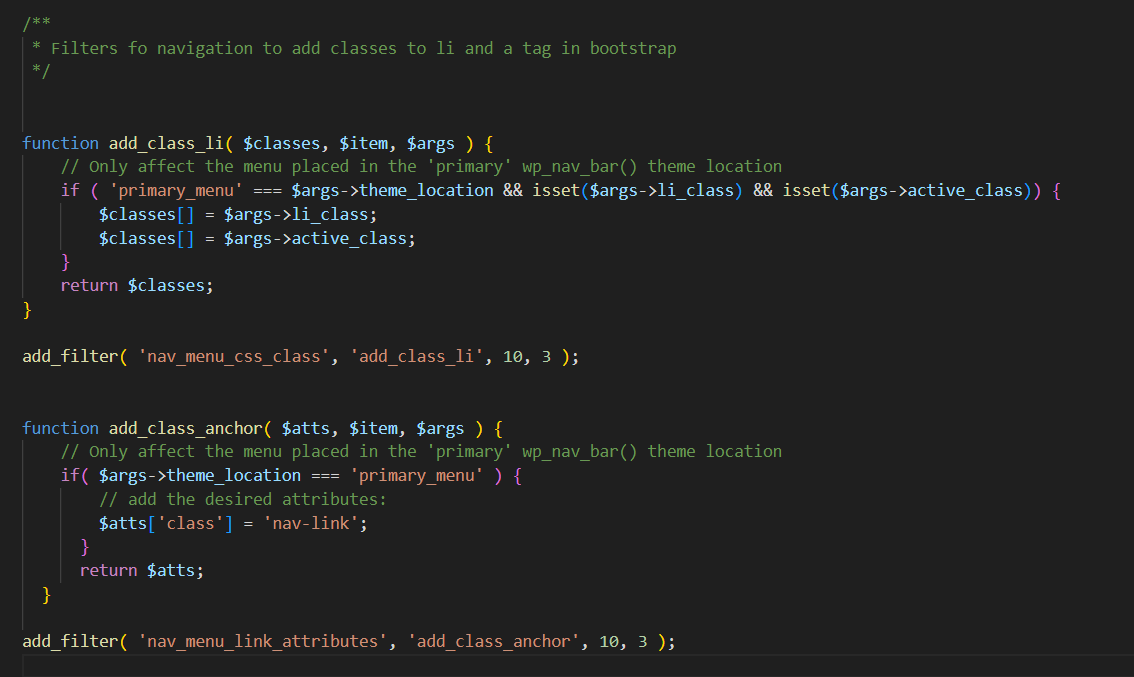 /**
* Filters fo navigation to add classes to li and a tag in bootstrap
*/
function add_class_li( $classes, $item, $args ) {
// Only affect the menu placed in the 'primary' wp_nav_bar() theme location
if ( 'primary_menu' === $args->theme_location && isset($args->li_class) && isset($args->active_class)) {
$classes[] = $args->li_class;
$classes[] = $args->active_class;
}
return $classes;
}
add_filter( 'nav_menu_css_class', 'add_class_li', 10, 3 );
function add_class_anchor( $atts, $item, $args ) {
// Only affect the menu placed in the 'primary' wp_nav_bar() theme location
if( $args->theme_location === 'primary_menu' ) {
// add the desired attributes:
$atts['class'] = 'nav-link';
}
return $atts;
}
add_filter( 'nav_menu_link_attributes', 'add_class_anchor', 10, 3 );